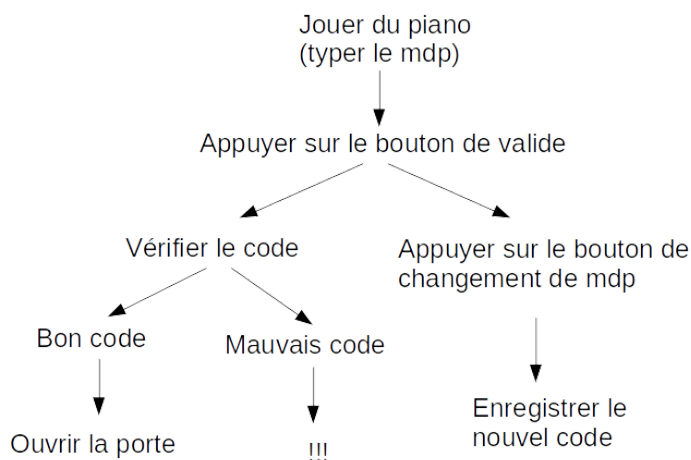 Jouer du piano
(typer le mdp)
Appuyer sur le bouton de valide
Vérifier le code
Appuyer sur le bouton de
changement de mdp
Bon code
Mauvais code
Ouvrir la porte
!!!
Enregistrer le
nouvel code